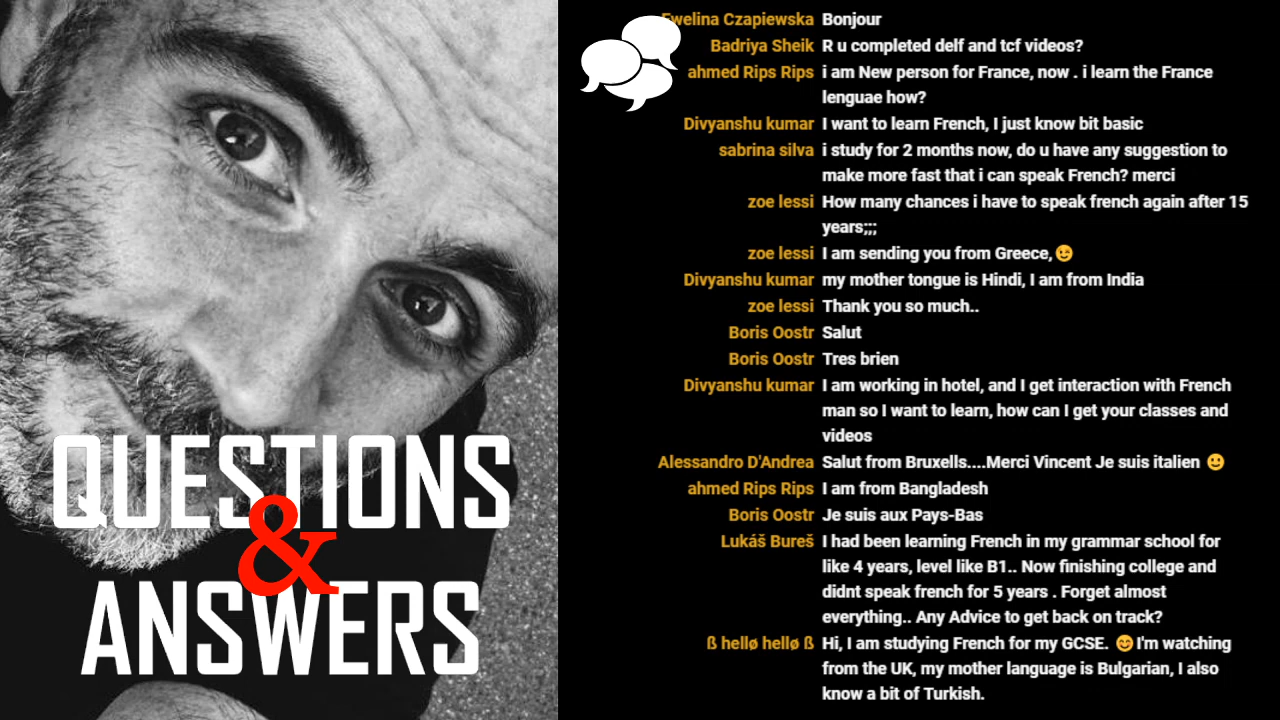 QUESTIONS
&
ANSWERS
Ewelina Czapiewska Bonjour
Badriya Sheik R u completed delf and tcf videos?
ahmed Rips Rips i am New person for France, now . i learn the France
lenguae how?
Divyanshu kumar I want to learn French, I just know bit basic
sabrina silva i study for 2 months now, do u have any suggestion to
make more fast that i can speak French? merci
zoe lessi How many chances i have to speak french again after 15
years;;;
zoe lessi I am sending you from Greece,😉
Divyanshu kumar my mother tongue is Hindi, I am from India
zoe lessi Thank you so much..
Boris Oostr Salut
Boris Oostr Tres brien
Divyanshu kumar I am working in hotel, and I get interaction with French
man so I want to learn, how can I get your classes and
videos
Alessandro D'Andrea Salut from Bruxells....Merci Vincent Je suis italien 🙂
ahmed Rips Rips I am from Bangladesh
Boris Oostr Je suis aux Pays-Bas
Lukáš Bureš I had been learning French in my grammar school for
like 4 years, level like B1.. Now finishing college and
didnt speak french for 5 years . Forget almost
everything.. Any Advice to get back on track?
ß hellø hellø ß Hi, I am studying French for my GCSE. 😊I'm watching
from the UK, my mother language is Bulgarian, I also
know a bit of Turkish.